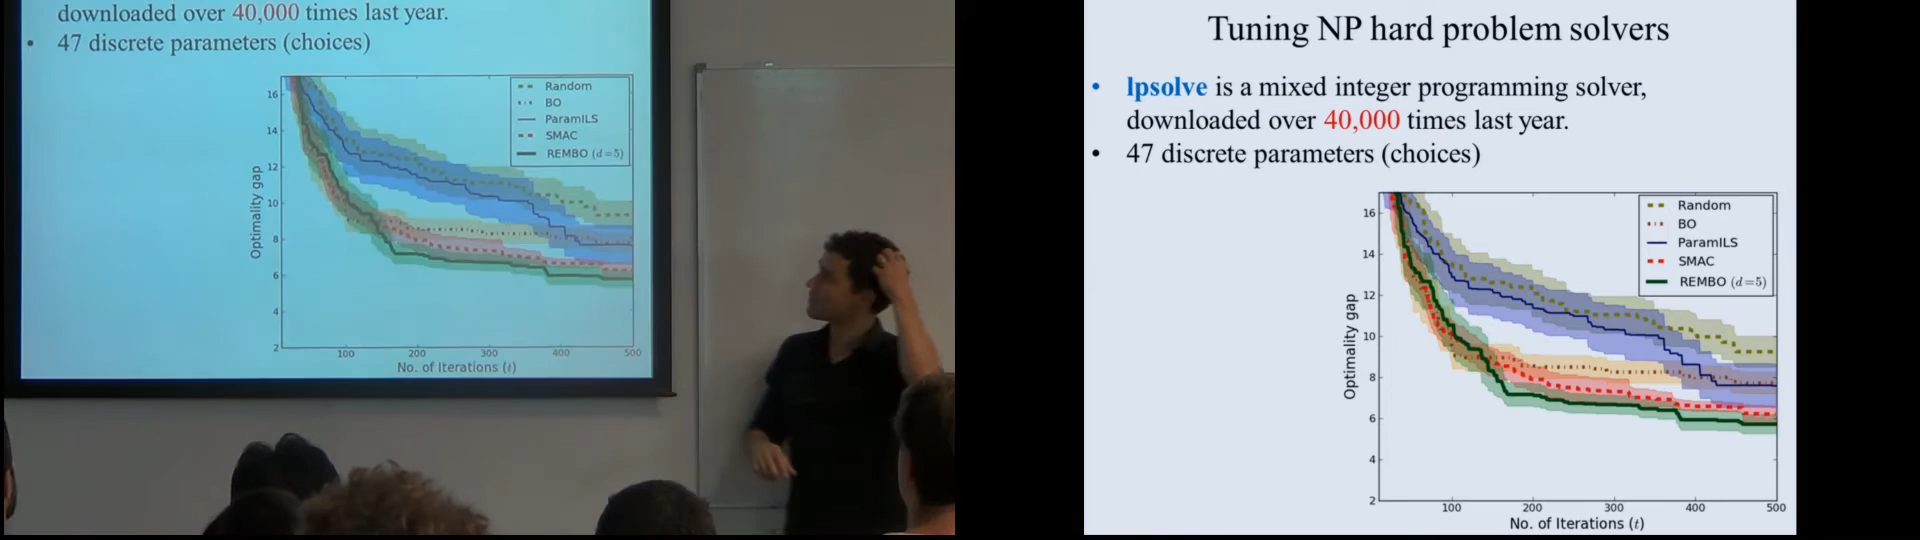 downloaded over 40,000 times last year.
• 47 discrete parameters (choices)
Optimality gap
16
14
12
10
8
6
4
2
100
200
300
400
500
No. of Iterations (t)
Random
BO
ParamILS
SMAC
REMBO (d=5)
Tuning NP hard problem solvers
• lpsolve is a mixed integer programming solver,
downloaded over 40,000 times last year.
• 47 discrete parameters (choices)
Optimality gap
16
14
12
10
8
6
4
2
100
200
300
400
500
No. of Iterations (t)
Random
BO
ParamILS
SMAC
REMBO (d=5)